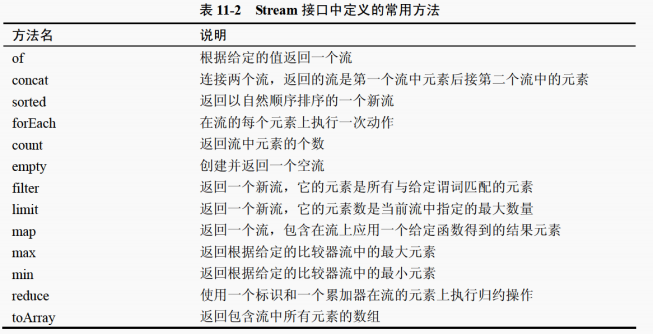 表 11-2 Stream 接口中定义的常用方法
方法名 说明
of 根据给定的值返回一个流
concat 连接两个流，返回的流是第一个流中元素后接第二个流中的元素
sorted 返回以自然顺序排序的一个新流
forEach 在流的每个元素上执行一次动作
count 返回流中元素的个数
empty 创建并返回一个空流
filter 返回一个新流，它的元素是所有与给定谓词匹配的元素
limit 返回一个新流，它的元素数是当前流中指定的最大数量
map 返回一个流，包含在流上应用一个给定函数得到的结果元素
max 返回根据给定的比较器流中的最大元素
min 返回根据给定的比较器流中的最小元素
reduce 使用一个标识和一个累加器在流的元素上执行归约操作
toArray 返回包含流中所有元素的数组